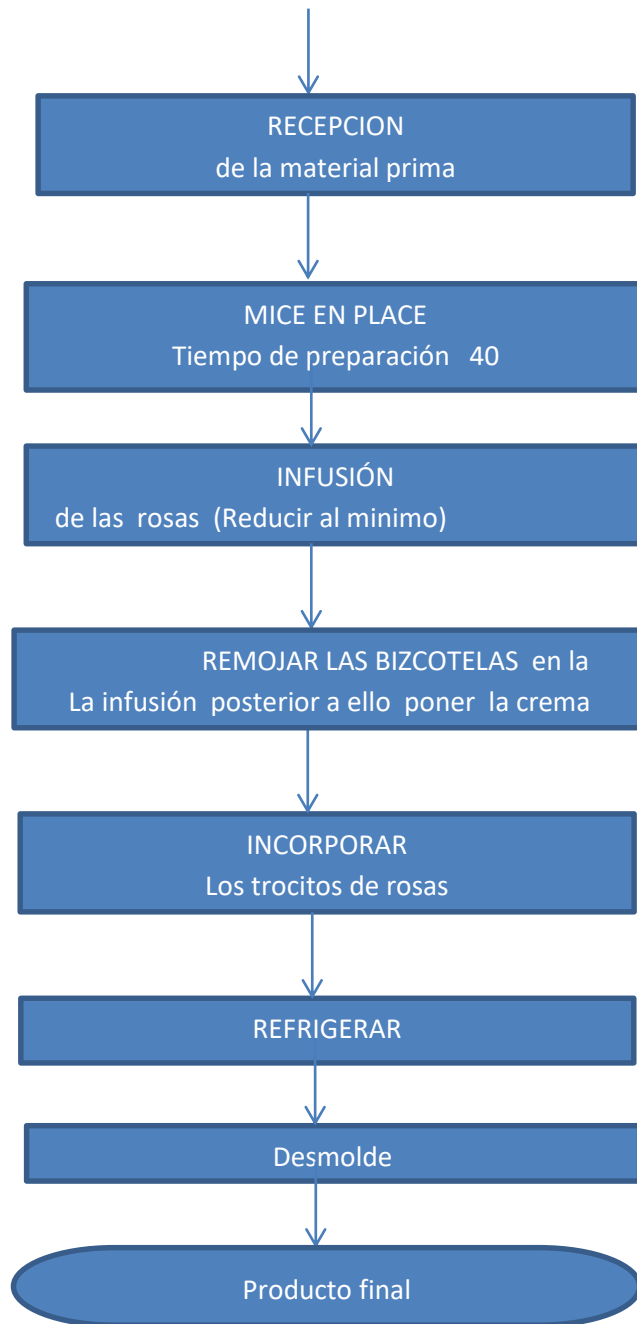 RECEPCION
de la material prima
MICE EN PLACE
Tiempo de preparación 40
INFUSIÓN
de las rosas (Reducir al minimo)
REMOJAR LAS BIZCOTELAS en la
La infusión posterior a ello poner la crema
INCORPORAR
Los trocitos de rosas
REFRIGERAR
Desmolde
Producto final